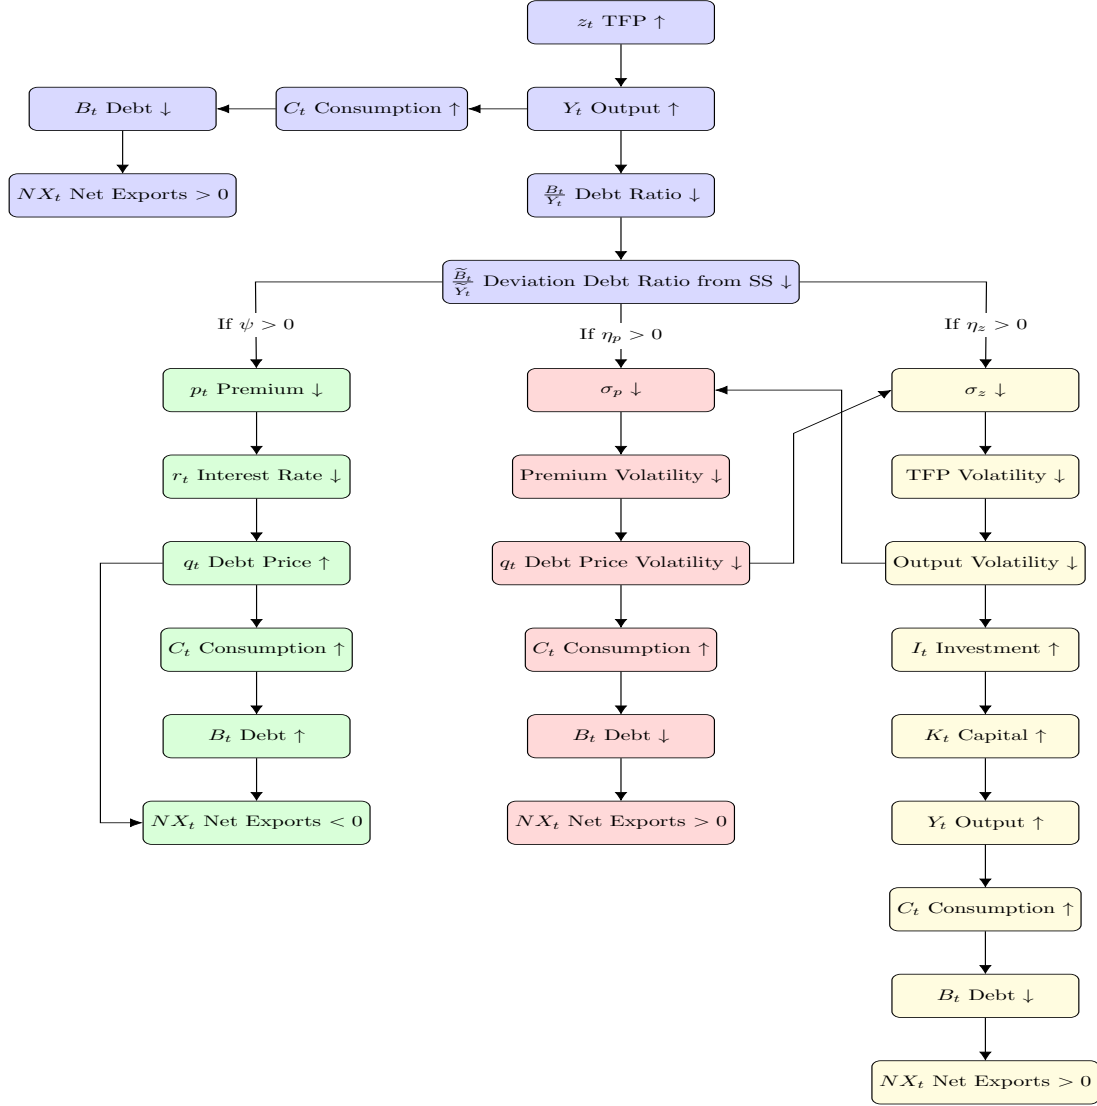 z_t TFP ↑
B_t Debt ↓
C_t Consumption ↑
Y_t Output ↑
NX_t Net Exports > 0
B_t/Y_t Debt Ratio ↓
B̃_t/Ỹ_t Deviation Debt Ratio from SS ↓
If ψ > 0
If η_p > 0
If η_z > 0
p_t Premium ↓
σ_p ↓
σ_z ↓
r_t Interest Rate ↓
Premium Volatility ↓
TFP Volatility ↓
q_t Debt Price ↑
q_t Debt Price Volatility ↓
Output Volatility ↓
C_t Consumption ↑
C_t Consumption ↑
I_t Investment ↑
B_t Debt ↑
B_t Debt ↓
K_t Capital ↑
NX_t Net Exports < 0
NX_t Net Exports > 0
Y_t Output ↑
C_t Consumption ↑
B_t Debt ↓
NX_t Net Exports > 0